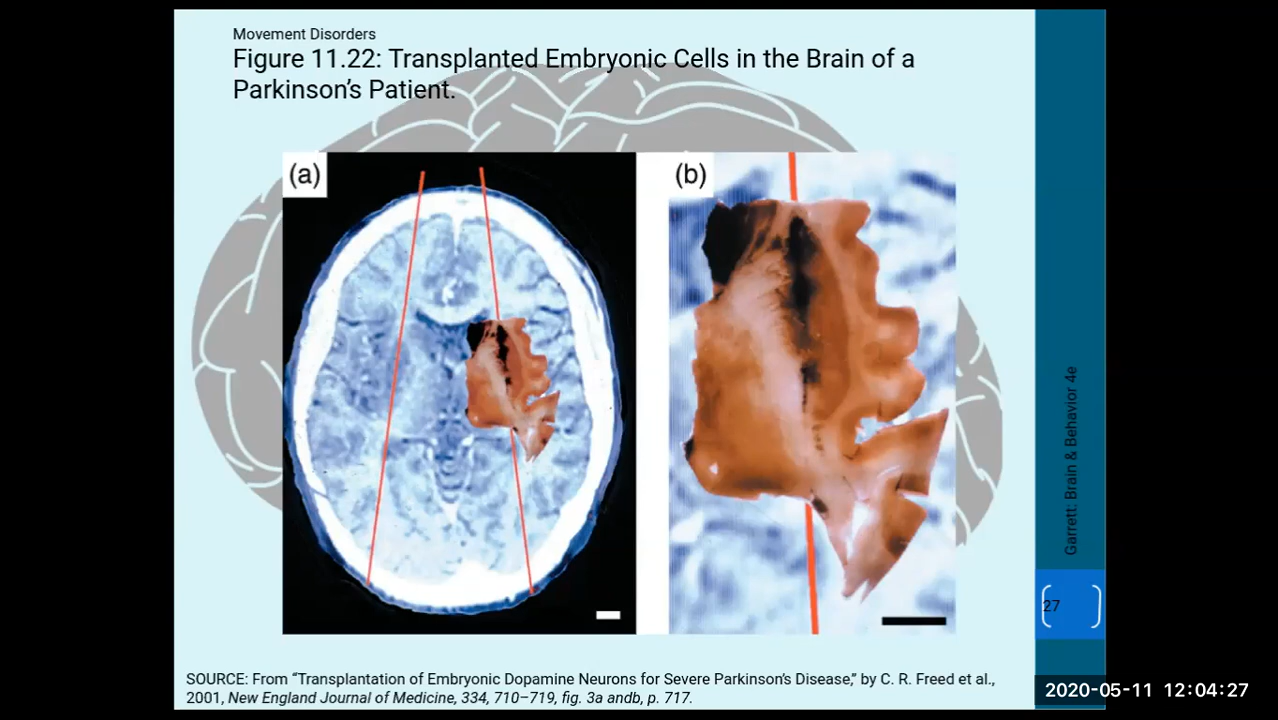 Movement Disorders
Figure 11.22: Transplanted Embryonic Cells in the Brain of a
Parkinson’s Patient.
(a)
(b)
Garrett: Brain & Behavior 4e
27
SOURCE: From “Transplantation of Embryonic Dopamine Neurons for Severe Parkinson’s Disease,” by C. R. Freed et al.,
2001, New England Journal of Medicine, 334, 710–719, fig. 3a andb, p. 717.
2020-05-11 12:04:27